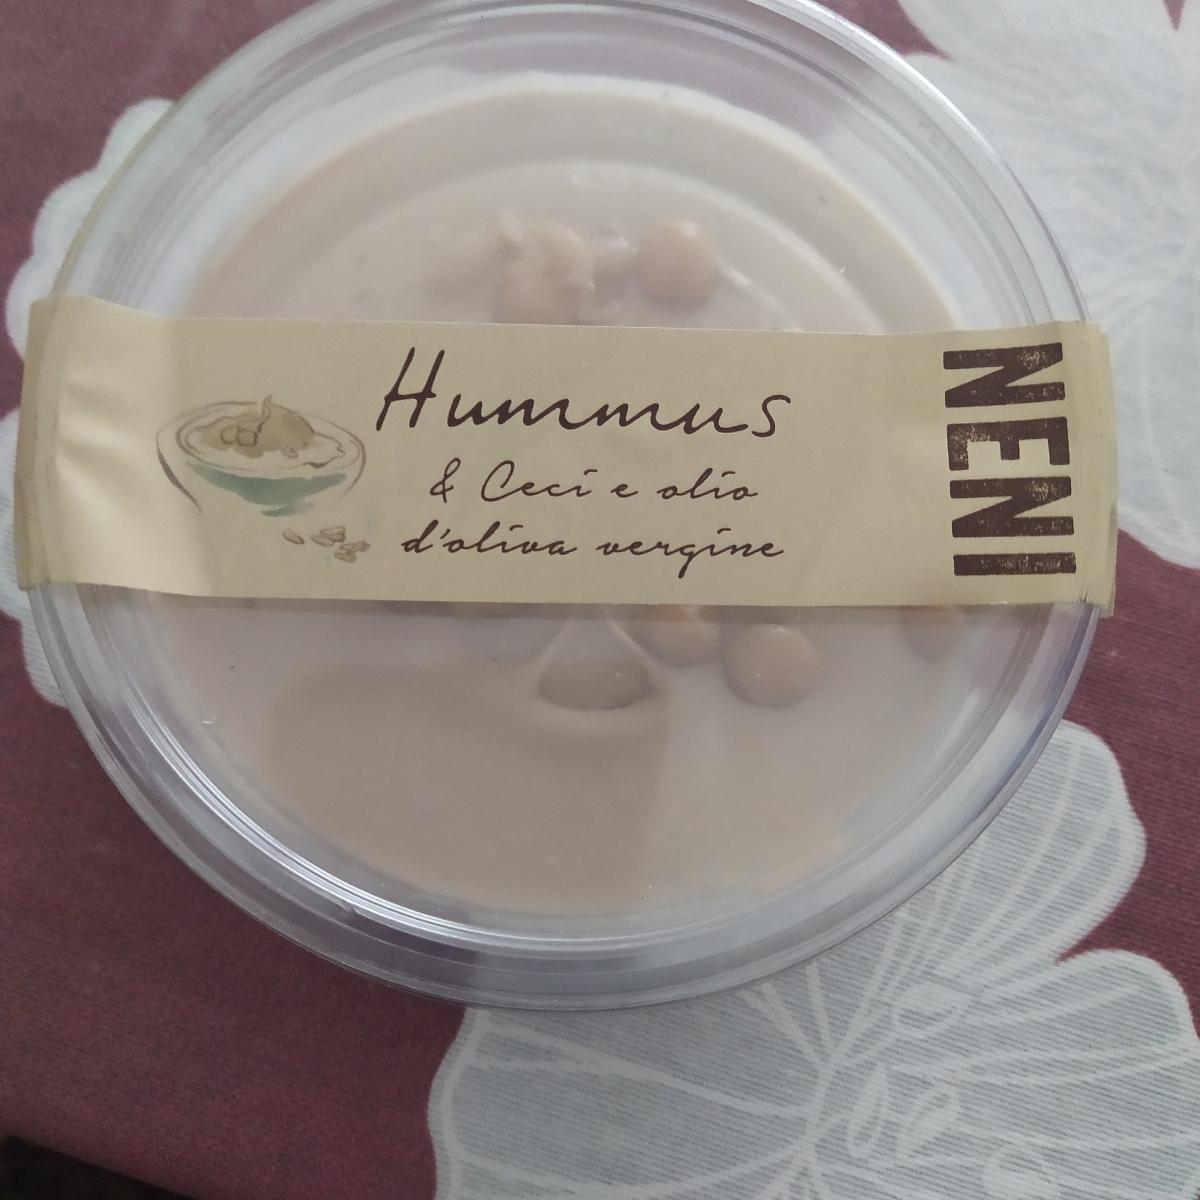 Hummus
& Ceci e olio
d'oliva vergine
NENI